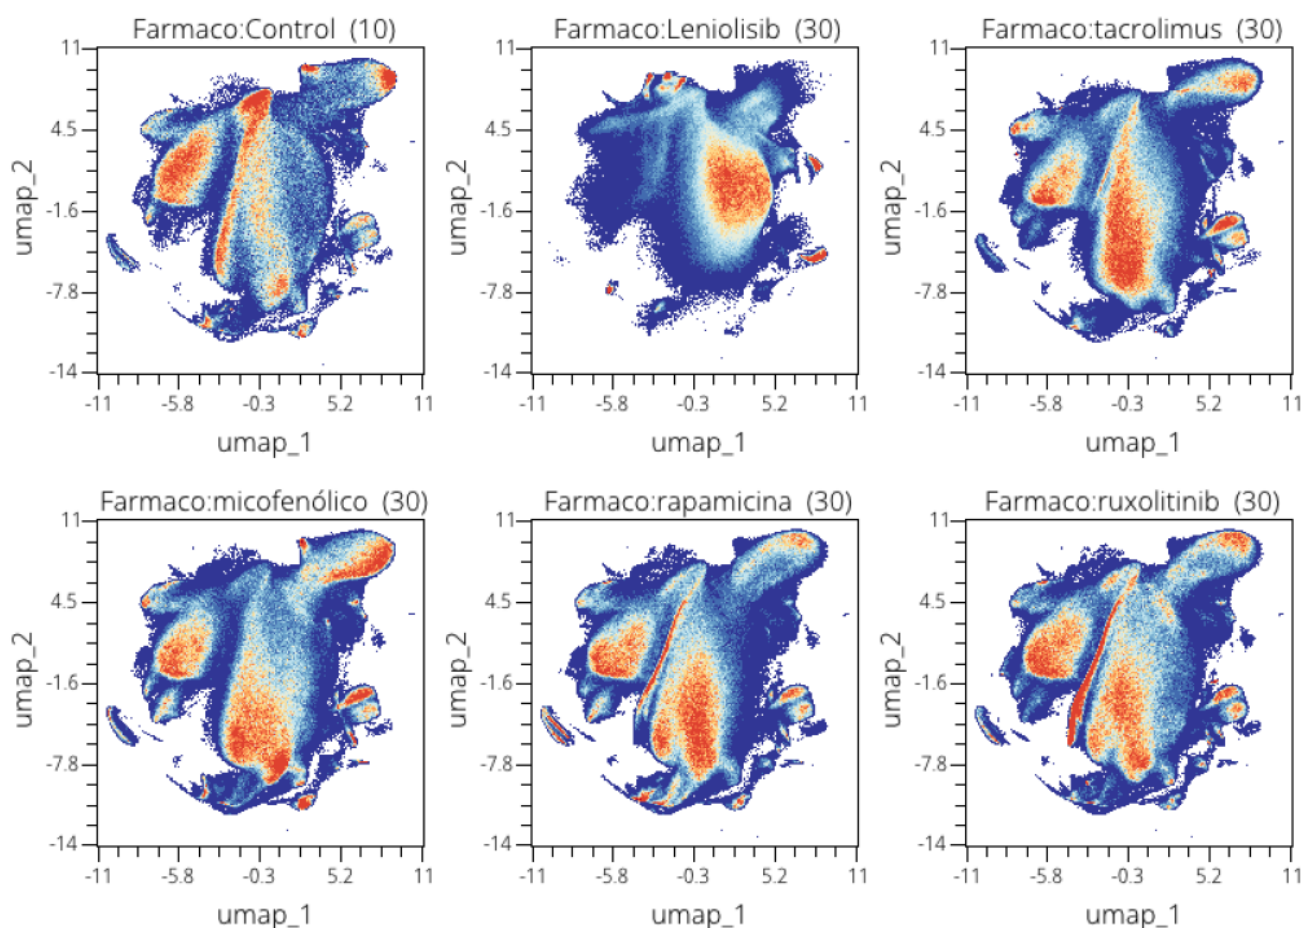 Farmaco:Control (10)
Farmaco:Leniolisib (30)
Farmaco:tacrolimus (30)
11
4.5
-1.6
-7.8
-14
umap_2
-11 -5.8 -0.3 5.2 11
umap_1
11
4.5
-1.6
-7.8
-14
umap_2
-11 -5.8 -0.3 5.2 11
umap_1
11
4.5
-1.6
-7.8
-14
umap_2
-11 -5.8 -0.3 5.2 11
umap_1
Farmaco:micofenólico (30)
Farmaco:rapamicina (30)
Farmaco:ruxolitinib (30)
11
4.5
-1.6
-7.8
-14
umap_2
-11 -5.8 -0.3 5.2 11
umap_1
11
4.5
-1.6
-7.8
-14
umap_2
-11 -5.8 -0.3 5.2 11
umap_1
11
4.5
-1.6
-7.8
-14
umap_2
-11 -5.8 -0.3 5.2 11
umap_1